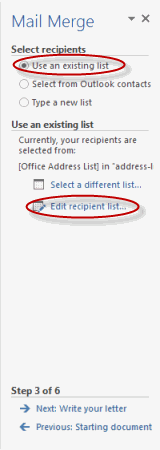 Mail Merge
Select recipients
Use an existing list
Select from Outlook contacts
Type a new list
Use an existing list
Currently, your recipients are
selected from:
[Office Address List] in "address-l
Select a different list...
Edit recipient list...
Step 3 of 6
Next: Write your letter
Previous: Starting document